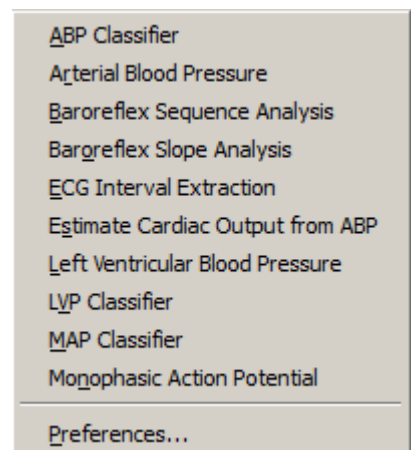 ABP Classifier
Arterial Blood Pressure
Baroreflex Sequence Analysis
Baroreflex Slope Analysis
ECG Interval Extraction
Estimate Cardiac Output from ABP
Left Ventricular Blood Pressure
LVP Classifier
MAP Classifier
Monophasic Action Potential
Preferences...